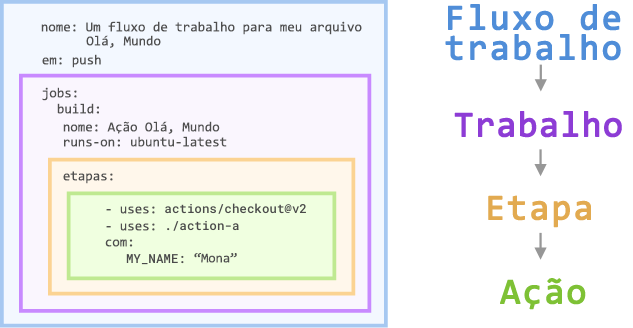 nome: Um fluxo de trabalho para meu arquivo
Olá, Mundo
em: push
jobs:
build:
nome: Ação Olá, Mundo
runs-on: ubuntu-latest
etapas:
- uses: actions/checkout@v2
- uses: ./action-a
com:
MY_NAME: “Mona”
Fluxo de
trabalho
Trabalho
Etapa
Ação